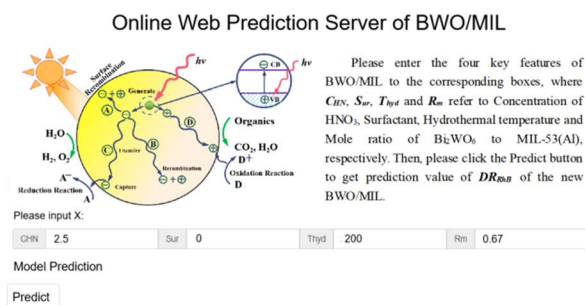 Online Web Prediction Server of BWO/MIL
Surface
Recombination
hv
hv
CB
VB
Generate
A
D
B
C
H₂O
H₂, O₂
Transfer
Organics
CO₂, H₂O
D+
Oxidation Reaction
D
Recombination
A⁻
Reduction Reaction
A
Capture
Please enter the four key features of
BWO/MIL to the corresponding boxes, where
CHN, Sur, Thyd and Rm refer to Concentration of
HNO₃, Surfactant, Hydrothermal temperature and
Mole ratio of Bi₂WO₆ to MIL-53(Al),
respectively. Then, please click the Predict button
to get prediction value of DRRhB of the new
BWO/MIL.
Please input X:
CHN 2.5 Sur 0 Thyd 200 Rm 0.67
Model Prediction
Predict